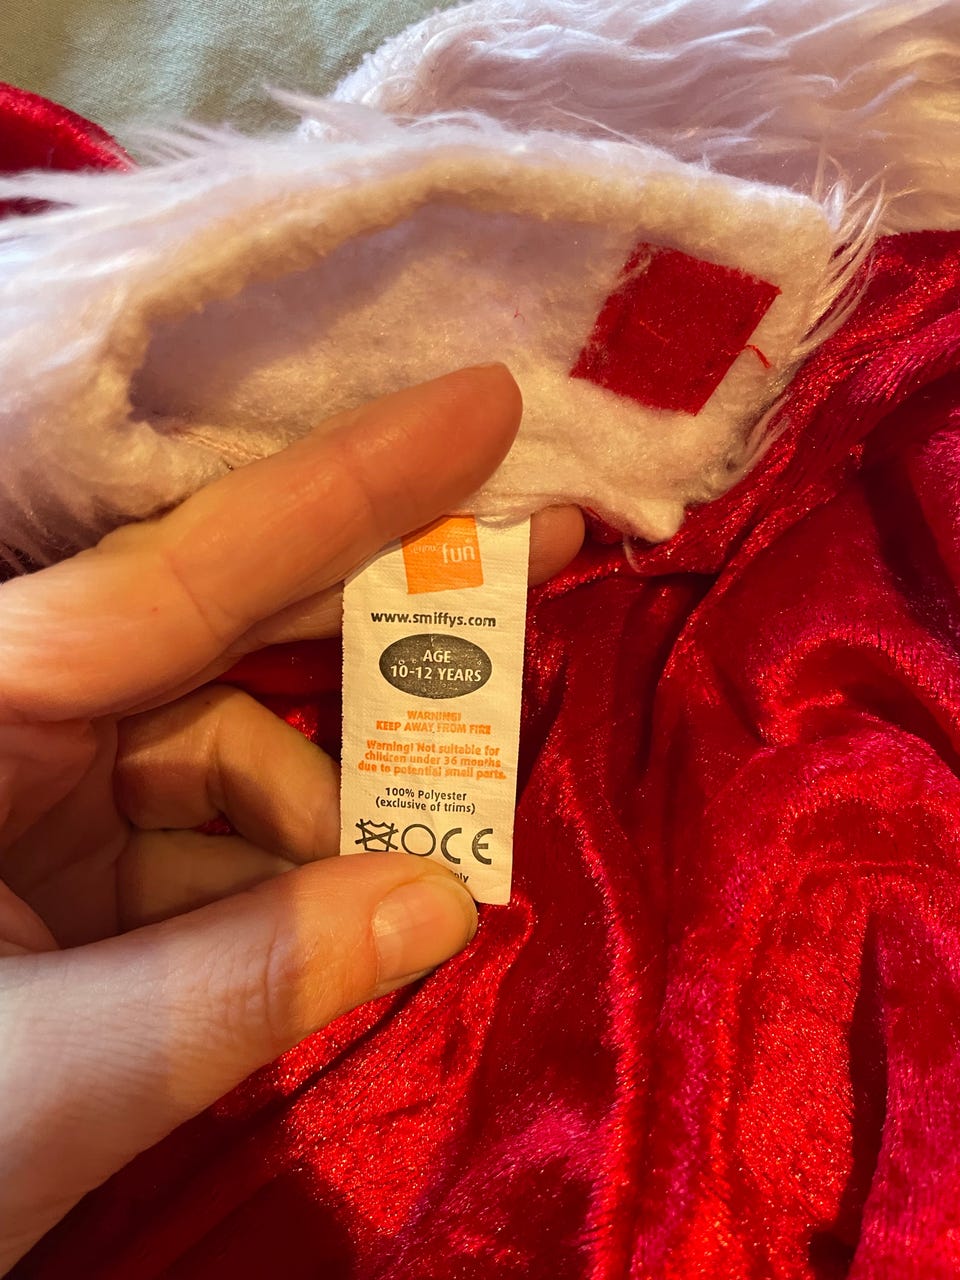 fun
www.smiffys.com
AGE
10-12 YEARS
WARNING!
KEEP AWAY FROM FIRE
Warning! Not suitable for
children under 36 months
due to potential small parts.
100% Polyester
(exclusive of trims)
CE